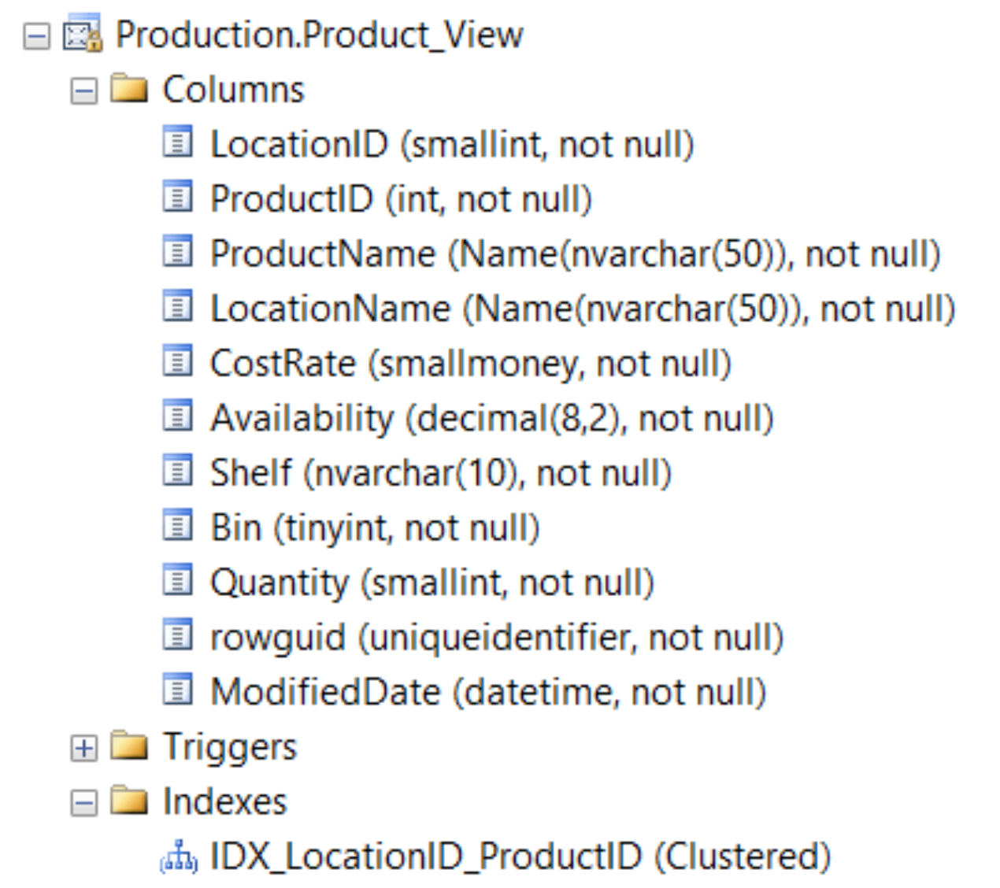 Production.Product_View
Columns
LocationID (smallint, not null)
ProductID (int, not null)
ProductName (Name(nvarchar(50)), not null)
LocationName (Name(nvarchar(50)), not null)
CostRate (smallmoney, not null)
Availability (decimal(8,2), not null)
Shelf (nvarchar(10), not null)
Bin (tinyint, not null)
Quantity (smallint, not null)
rowguid (uniqueidentifier, not null)
ModifiedDate (datetime, not null)
Triggers
Indexes
IDX_LocationID_ProductID (Clustered)